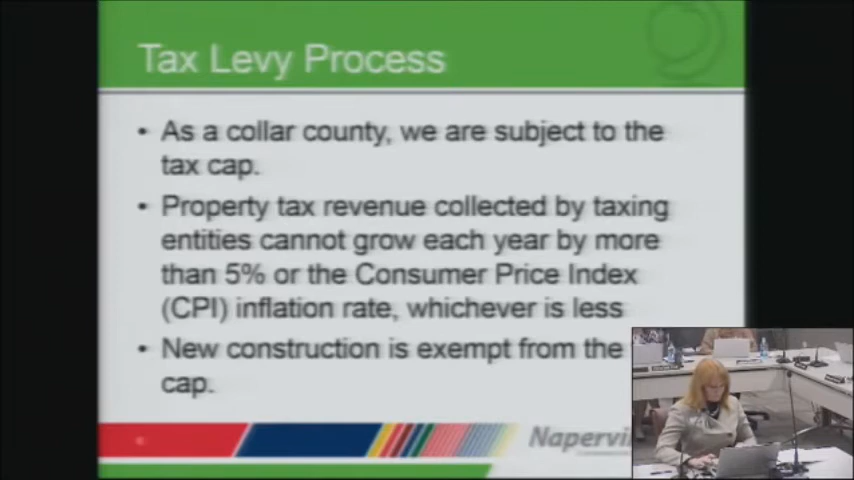 Tax Levy Process
• As a collar county, we are subject to the
tax cap.
• Property tax revenue collected by taxing
entities cannot grow each year by more
than 5% or the Consumer Price Index
(CPI) inflation rate, whichever is less
• New construction is exempt from the
cap.